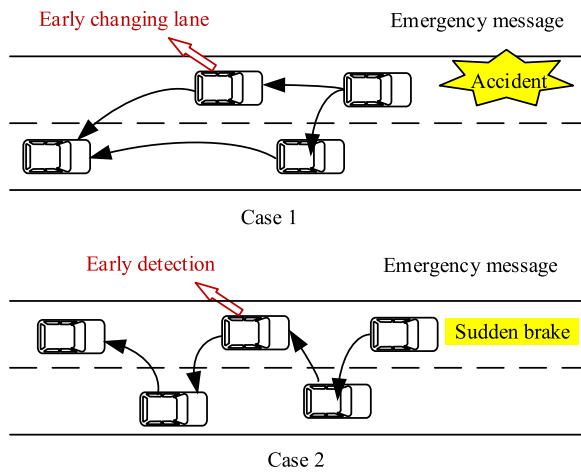 Early changing lane
Emergency message
Accident
Case 1
Early detection
Emergency message
Sudden brake
Case 2